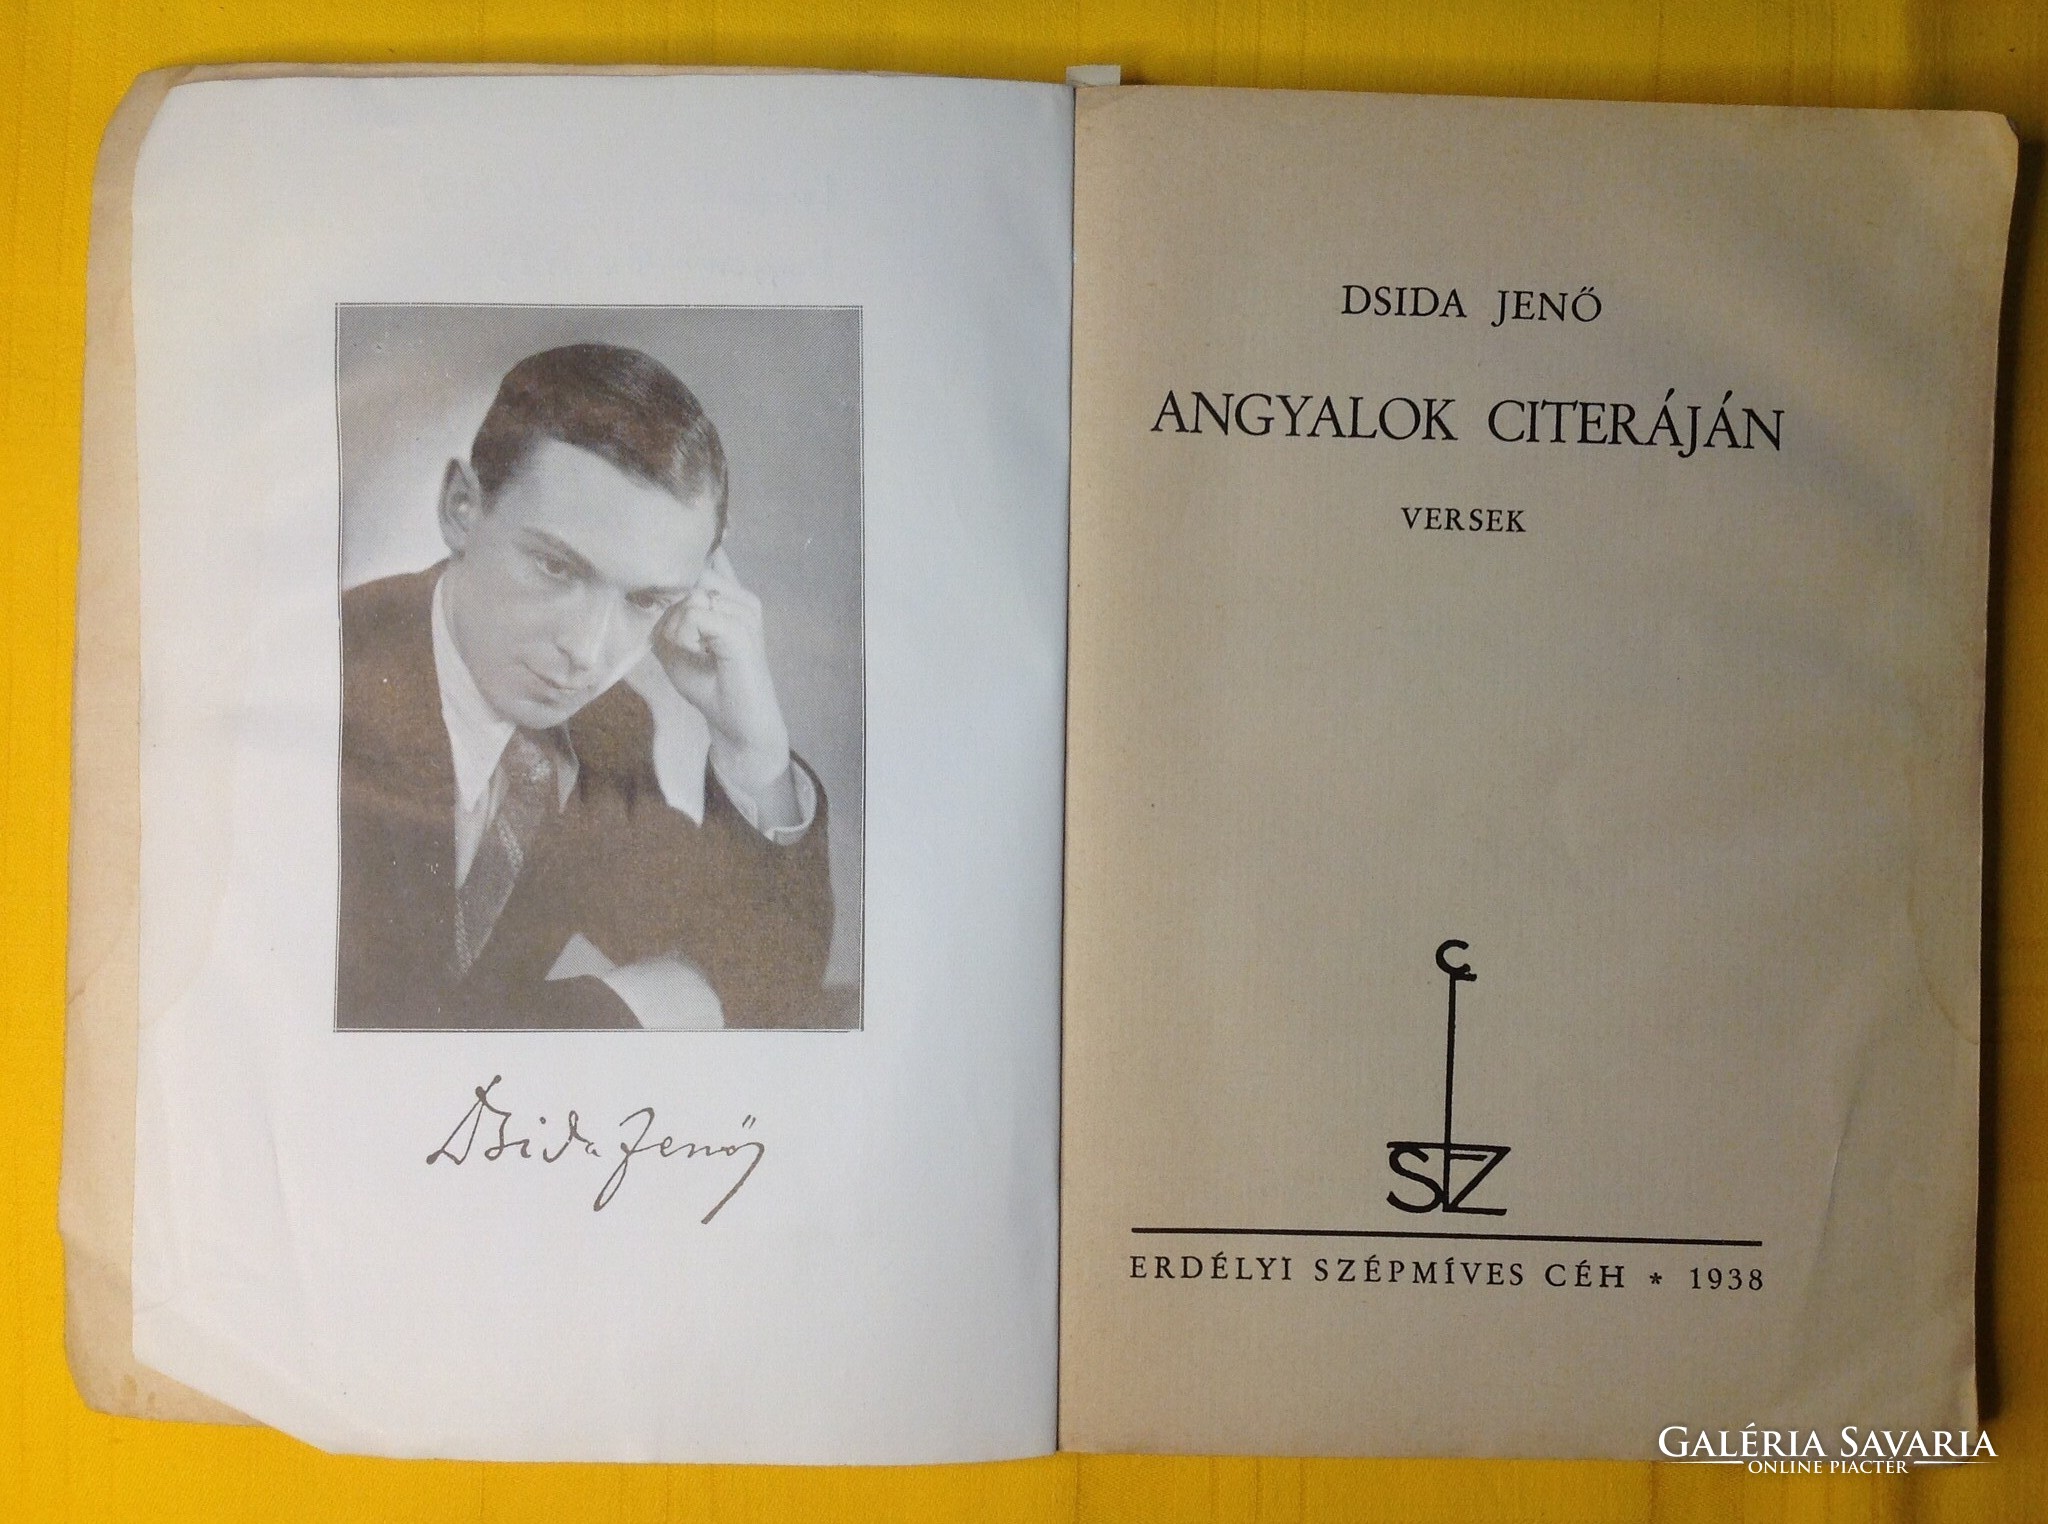 Dsida Jenő
DSIDA JENŐ
ANGYALOK CITERÁJÁN
VERSEK
C
SZ
ERDÉLYI SZÉPMÍVES CÉH * 1938
GALÉRIA SAVARIA
ONLINE PIACTÉR